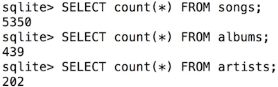 sqlite> SELECT count(*) FROM songs;
5350
sqlite> SELECT count(*) FROM albums;
439
sqlite> SELECT count(*) FROM artists;
202